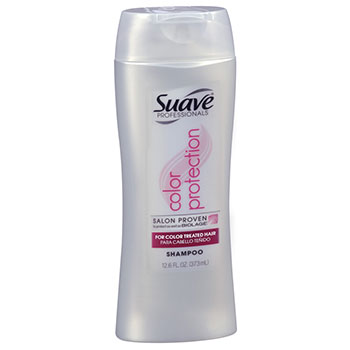 Suave
PROFESSIONALS
color
protection
SALON PROVEN
BIOLAGE
FOR COLOR TREATED HAIR
PARA CABELLO TEÑIDO
SHAMPOO
12.6 FL OZ (373mL)